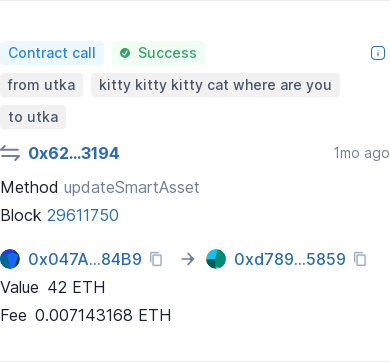 Contract call Success
from utka kitty kitty kitty cat where are you
to utka
0x62...3194 1mo ago
Method updateSmartAsset
Block 29611750
0x047A...84B9 → 0xd789...5859
Value 42 ETH
Fee 0.007143168 ETH